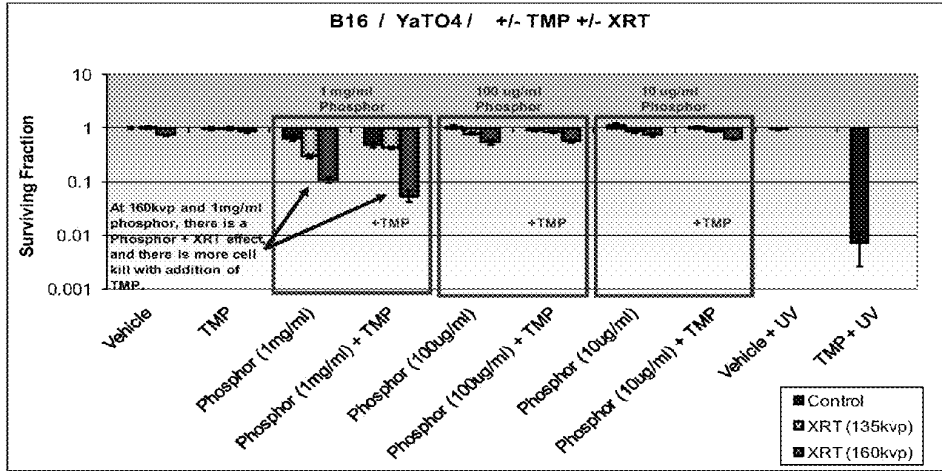 B16 / YaTO4 / +/- TMP +/- XRT
Surviving Fraction
10
1
0.1
0.01
0.001
1 mg/ml
Phosphor
100 ug/ml
Phosphor
10 ug/ml
Phosphor
At 160kvp and 1mg/ml
phosphor, there is a
Phosphor + XRT effect,
and there is more cell
kill with addition of
TMP.
+TMP
+TMP
+TMP
Vehicle
TMP
Phosphor (1mg/ml)
Phosphor (1mg/ml) + TMP
Phosphor (100ug/ml)
Phosphor (100ug/ml) + TMP
Phosphor (10ug/ml)
Phosphor (10ug/ml) + TMP
Vehicle + UV
TMP + UV
Control
XRT (135kvp)
XRT (160kvp)